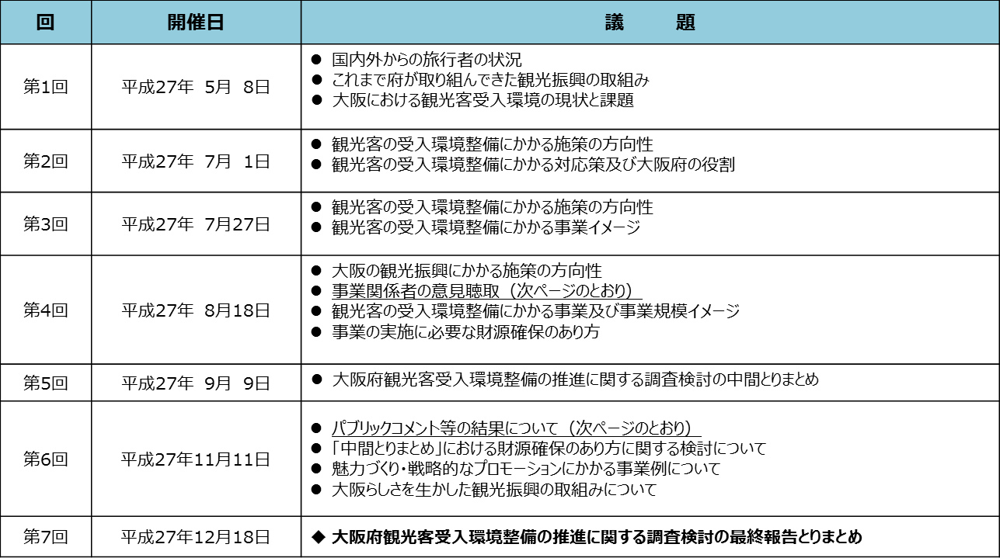 回 開催日 議 題
第1回 平成27年 5月 8日
● 国内外からの旅行者の状況
● これまで府が取り組んできた観光振興の取組み
● 大阪における観光客受入環境の現状と課題
第2回 平成27年 7月 1日
● 観光客の受入環境整備にかかる施策の方向性
● 観光客の受入環境整備にかかる対応策及び大阪府の役割
第3回 平成27年 7月27日
● 観光客の受入環境整備にかかる施策の方向性
● 観光客の受入環境整備にかかる事業イメージ
第4回 平成27年 8月18日
● 大阪の観光振興にかかる施策の方向性
● 事業関係者の意見聴取（次ページのとおり）
● 観光客の受入環境整備にかかる事業及び事業規模イメージ
● 事業の実施に必要な財源確保のあり方
第5回 平成27年 9月 9日
● 大阪府観光客受入環境整備の推進に関する調査検討の中間とりまとめ
第6回 平成27年11月11日
● パブリックコメント等の結果について（次ページのとおり）
● 「中間とりまとめ」における財源確保のあり方に関する検討について
● 魅力づくり・戦略的なプロモーションにかかる事業例について
● 大阪らしさを生かした観光振興の取組みについて
第7回 平成27年12月18日
◆ 大阪府観光客受入環境整備の推進に関する調査検討の最終報告とりまとめ